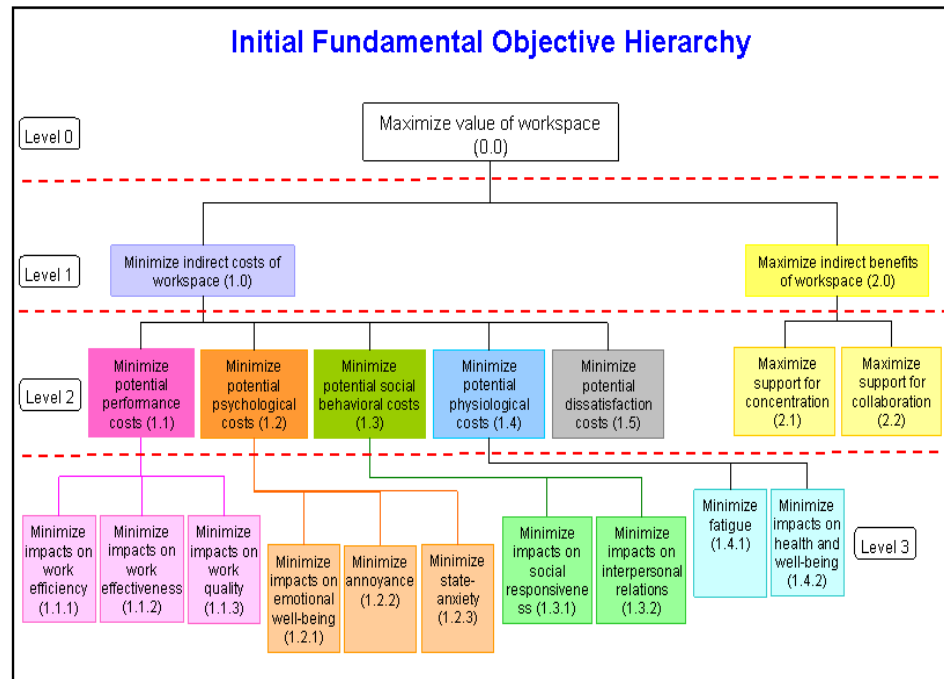 Initial Fundamental Objective Hierarchy
Level 0
Maximize value of workspace
(0.0)
Level 1
Minimize indirect costs of
workspace (1.0)
Maximize indirect benefits
of workspace (2.0)
Level 2
Minimize
potential
performance
costs (1.1)
Minimize
potential
psychological
costs (1.2)
Minimize
potential social
behavioral costs
(1.3)
Minimize
potential
physiological
costs (1.4)
Minimize
potential
dissatisfaction
costs (1.5)
Maximize
support for
concentration
(2.1)
Maximize
support for
collaboration
(2.2)
Minimize
impacts on
work
efficiency
(1.1.1)
Minimize
impacts on
work
effectiveness
(1.1.2)
Minimize
impacts on
work
quality
(1.1.3)
Minimize
impacts on
emotional
well-being
(1.2.1)
Minimize
annoyance
(1.2.2)
Minimize
state-
anxiety
(1.2.3)
Minimize
impacts on
social
responsivene
ss (1.3.1)
Minimize
impacts on
interpersonal
relations
(1.3.2)
Minimize
fatigue
(1.4.1)
Minimize
impacts on
health and
well-being
(1.4.2)
Level 3